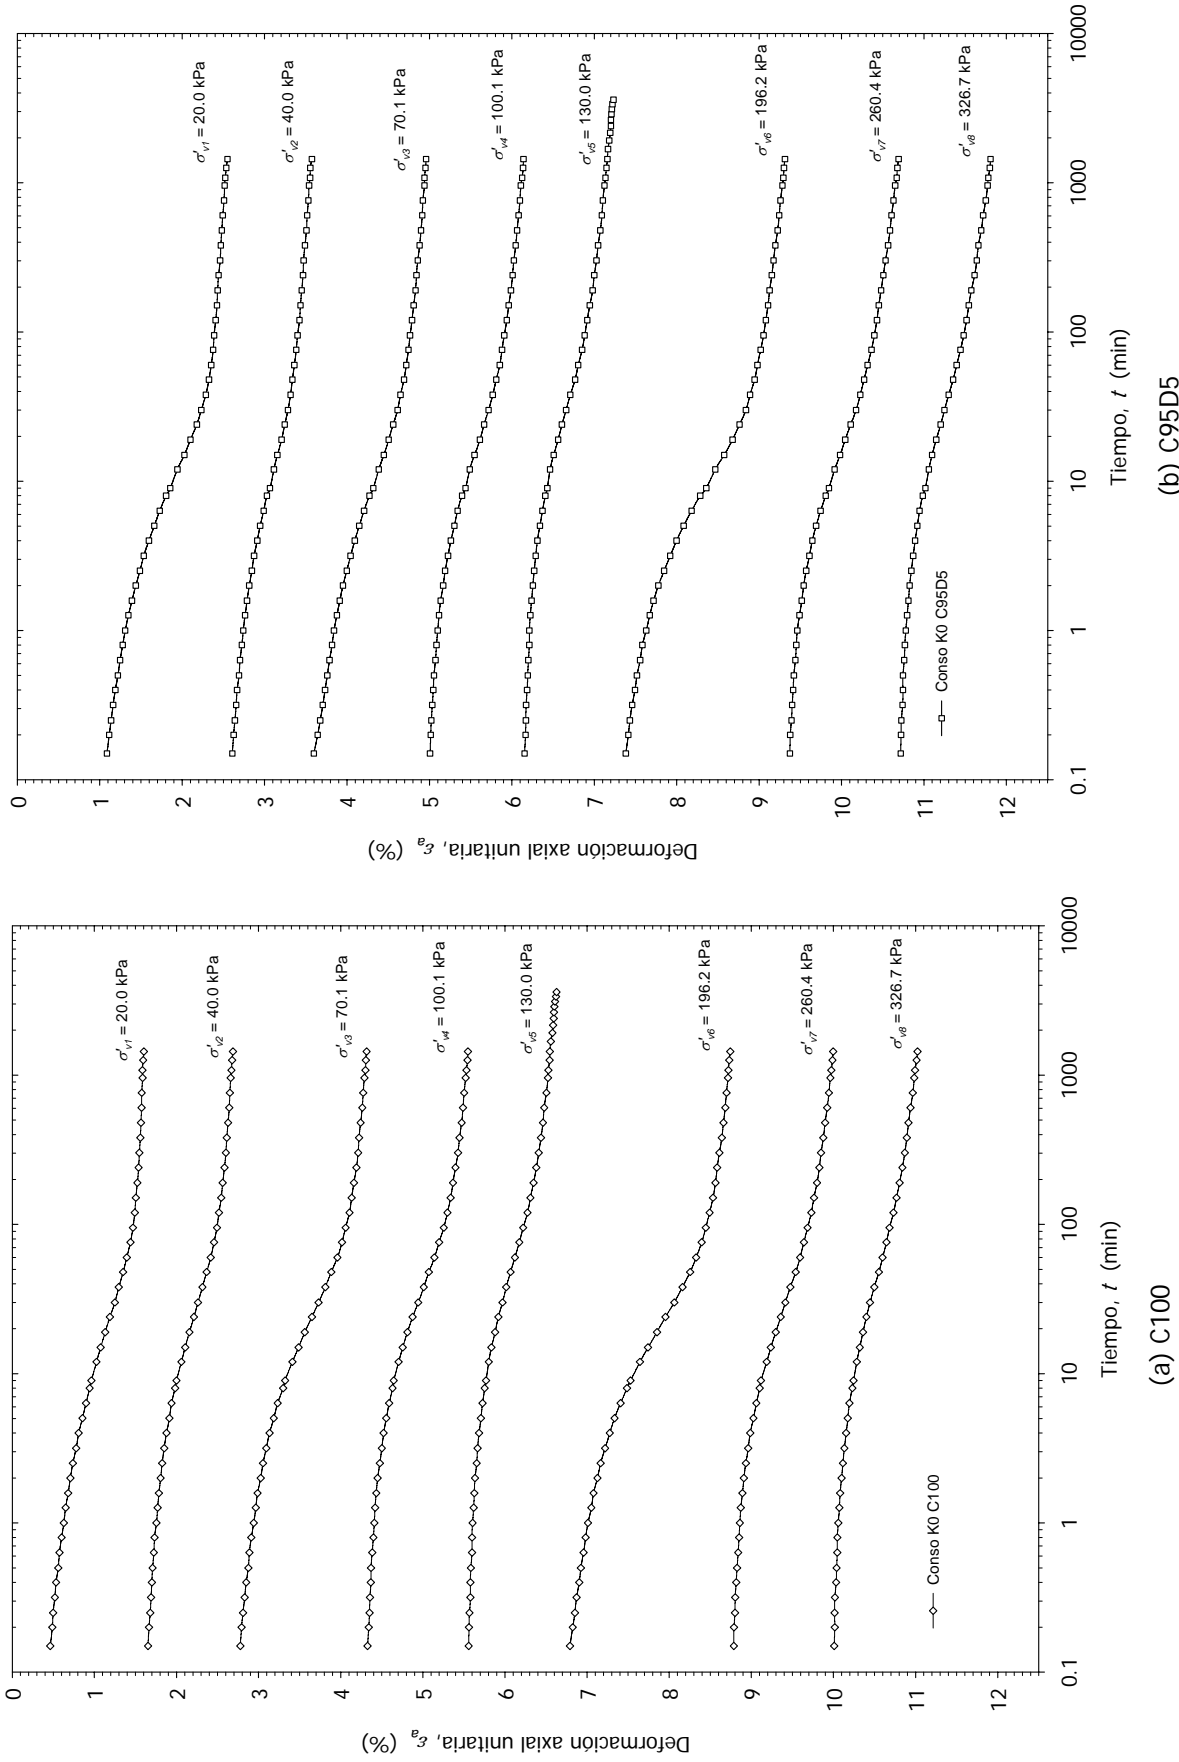 0
1
2
3
4
5
6
7
8
9
10
11
12
Deformación axial unitaria, εa (%)
0.1
1
10
100
1000
10000
Tiempo, t (min)
σ'v1 = 20.0 kPa
σ'v2 = 40.0 kPa
σ'v3 = 70.1 kPa
σ'v4 = 100.1 kPa
σ'v5 = 130.0 kPa
σ'v6 = 196.2 kPa
σ'v7 = 260.4 kPa
σ'v8 = 326.7 kPa
Conso K0 C100
(a) C100
0
1
2
3
4
5
6
7
8
9
10
11
12
Deformación axial unitaria, εa (%)
0.1
1
10
100
1000
10000
Tiempo, t (min)
σ'v1 = 20.0 kPa
σ'v2 = 40.0 kPa
σ'v3 = 70.1 kPa
σ'v4 = 100.1 kPa
σ'v5 = 130.0 kPa
σ'v6 = 196.2 kPa
σ'v7 = 260.4 kPa
σ'v8 = 326.7 kPa
Conso K0 C95D5
(b) C95D5